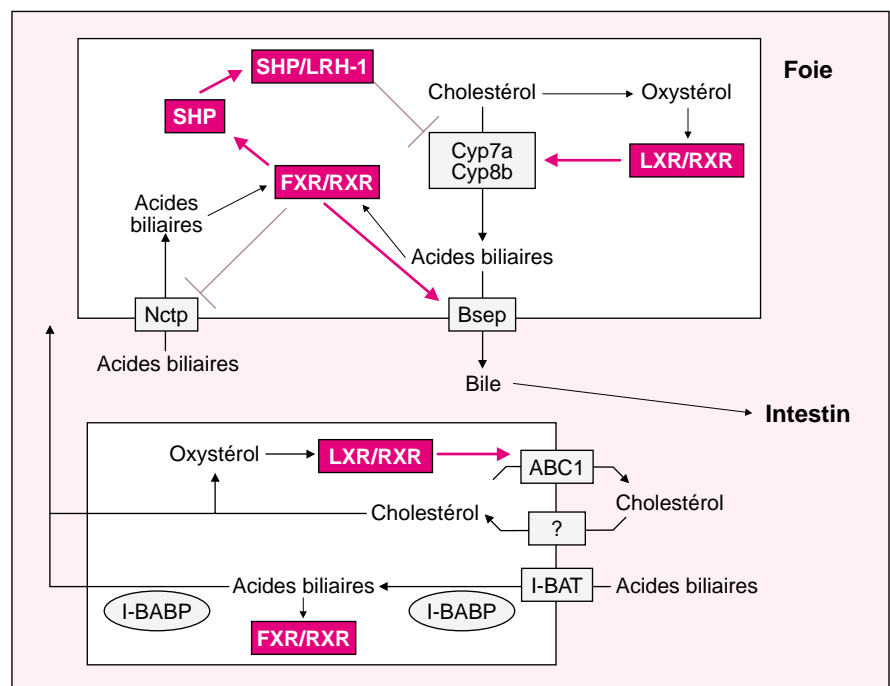 SHP/LRH-1
Foie
Cholestérol
Oxystérol
SHP
Cyp7a
Cyp8b
LXR/RXR
FXR/RXR
Acides
biliaires
Acides biliaires
Nctp
Bsep
Acides biliaires
Bile
Intestin
Oxystérol
LXR/RXR
ABC1
Cholestérol
Cholestérol
?
Acides biliaires
I-BAT
Acides biliaires
I-BABP
I-BABP
FXR/RXR